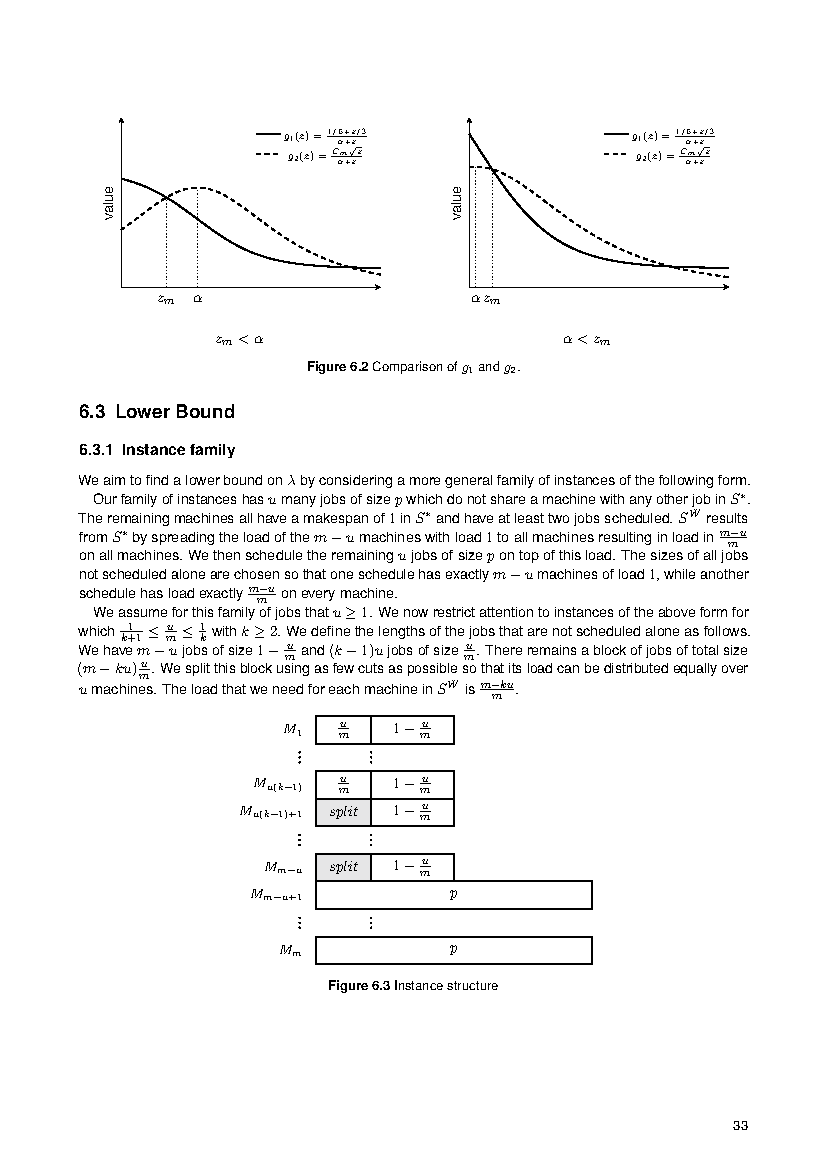 value
g₁(z) = (1/6+z/3)/(α+z)
g₂(z) = (Cₘ√z)/(α+z)
zₘ α
zₘ < α
value
g₁(z) = (1/6+z/3)/(α+z)
g₂(z) = (Cₘ√z)/(α+z)
α zₘ
α < zₘ
Figure 6.2 Comparison of g₁ and g₂.
6.3 Lower Bound
6.3.1 Instance family
We aim to find a lower bound on λ by considering a more general family of instances of the following form.
Our family of instances has u many jobs of size p which do not share a machine with any other job in S*.
The remaining machines all have a makespan of 1 in S* and have at least two jobs scheduled. S^W results
from S* by spreading the load of the m − u machines with load 1 to all machines resulting in load in (m−u)/m
on all machines. We then schedule the remaining u jobs of size p on top of this load. The sizes of all jobs
not scheduled alone are chosen so that one schedule has exactly m − u machines of load 1, while another
schedule has load exactly (m−u)/m on every machine.
We assume for this family of jobs that u ≥ 1. We now restrict attention to instances of the above form for
which 1/(k+1) ≤ u/m ≤ 1/k with k ≥ 2. We define the lengths of the jobs that are not scheduled alone as follows.
We have m − u jobs of size 1 − u/m and (k − 1)u jobs of size u/m. There remains a block of jobs of total size
(m − ku)u/m. We split this block using as few cuts as possible so that its load can be distributed equally over
u machines. The load that we need for each machine in S^W is (m−ku)/m.
M₁ u/m 1 − u/m
⋮ ⋮
M_{u(k−1)} u/m 1 − u/m
M_{u(k−1)+1} split 1 − u/m
⋮ ⋮
M_{m−u} split 1 − u/m
M_{m−u+1} p
⋮ ⋮
M_m p
Figure 6.3 Instance structure
33